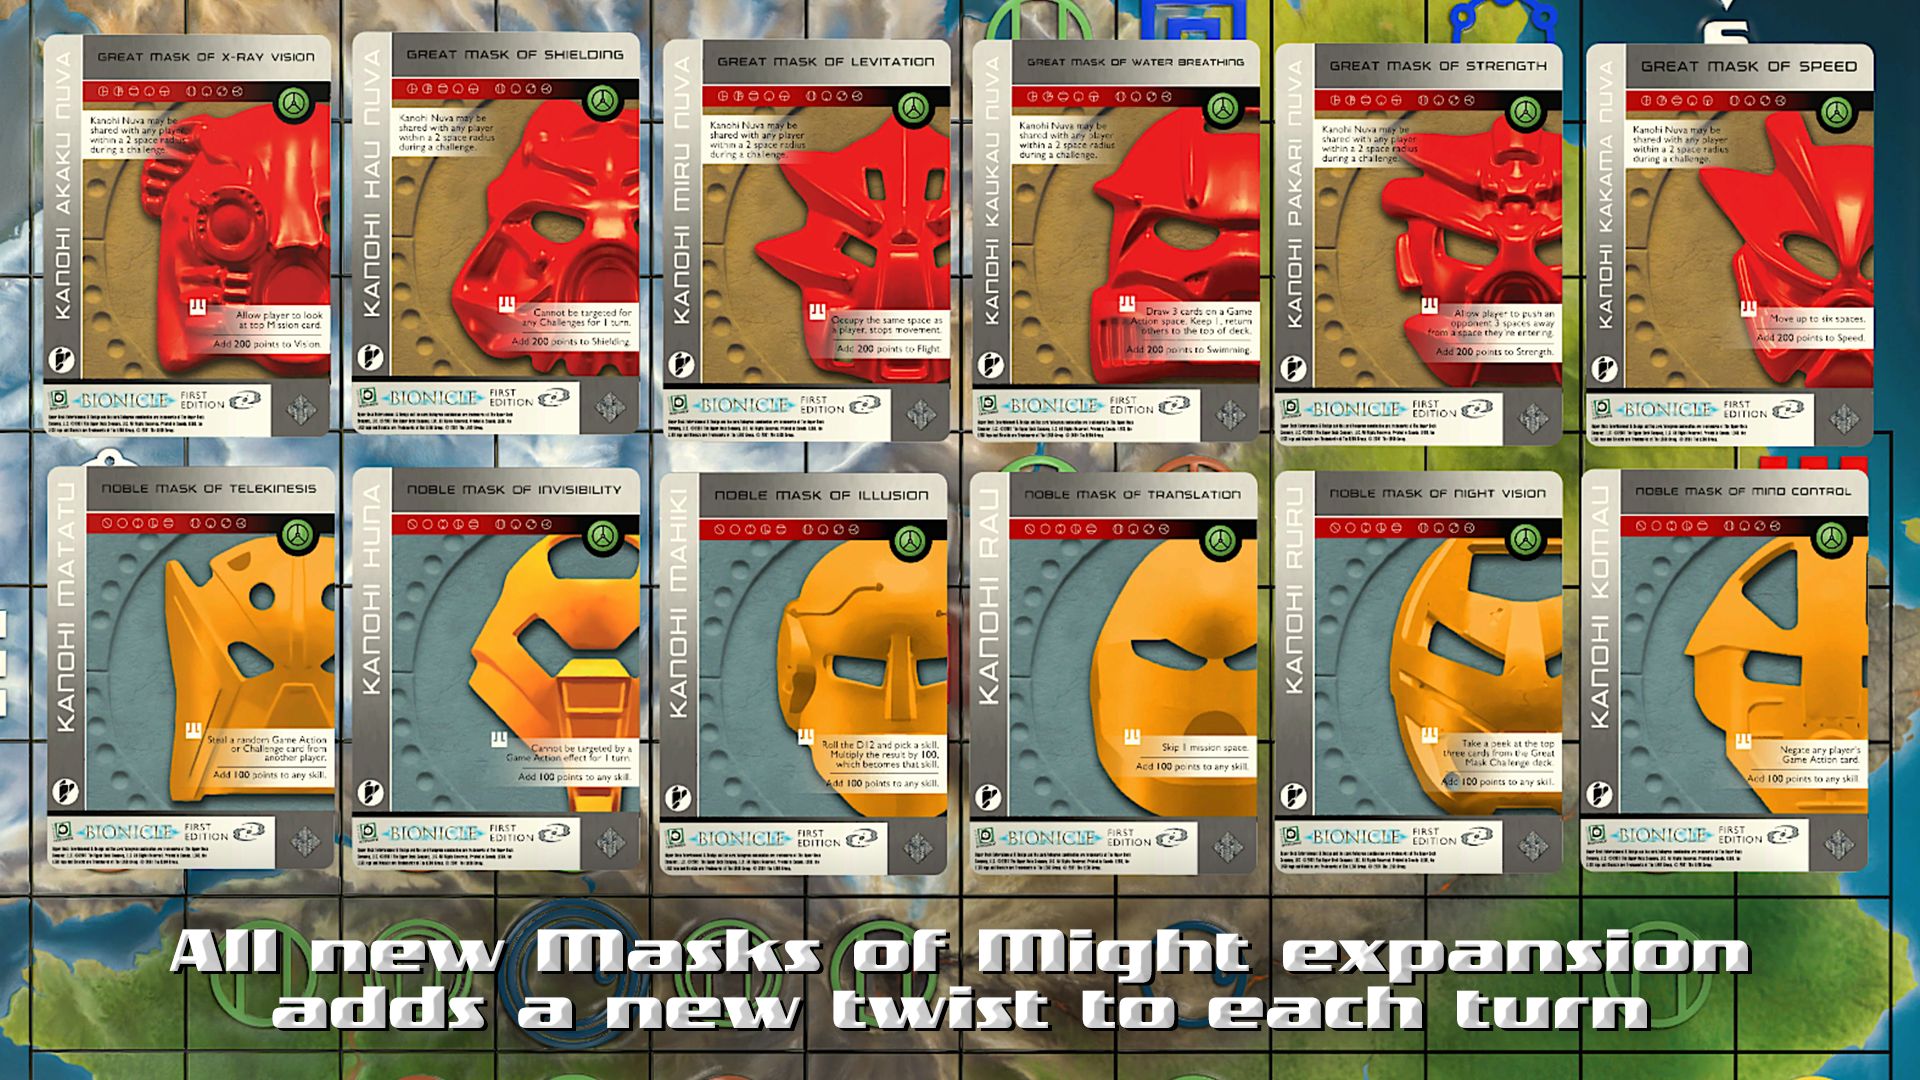 GREAT MASK OF X-RAY VISION
KANOHI AKAKU NUVA
Kanohi Nuva may be
shared with any player
within a 2 space radius
during a challenge.
Allow player to look
at top Mission card.
Add 200 points to Vision.
BIONICLE
FIRST
EDITION
GREAT MASK OF SHIELDING
KANOHI HAU NUVA
Kanohi Nuva may be
shared with any player
within a 2 space radius
during a challenge.
Cannot be targeted for
any Challenges for 1 turn.
Add 200 points to Shielding.
BIONICLE
FIRST
EDITION
GREAT MASK OF LEVITATION
KANOHI MIRU NUVA
Kanohi Nuva may be
shared with any player
within a 2 space radius
during a challenge.
Occupy the same space as
a player, stops movement.
Add 200 points to Flight.
BIONICLE
FIRST
EDITION
GREAT MASK OF WATER BREATHING
KANOHI KAUKAU NUVA
Kanohi Nuva may be
shared with any player
within a 2 space radius
during a challenge.
Draw 3 cards on a Game
Action space. Keep 1, return
others to the top of deck.
Add 200 points to Swimming.
BIONICLE
FIRST
EDITION
GREAT MASK OF STRENGTH
KANOHI PAKARI NUVA
Kanohi Nuva may be
shared with any player
within a 2 space radius
during a challenge.
Allow player to push an
opponent 3 spaces away
from a space they're entering.
Add 200 points to Strength.
BIONICLE
FIRST
EDITION
GREAT MASK OF SPEED
KANOHI KAKAMA NUVA
Kanohi Nuva may be
shared with any player
within a 2 space radius
during a challenge.
Move up to six spaces.
Add 200 points to Speed.
BIONICLE
FIRST
EDITION
NOBLE MASK OF TELEKINESIS
KANOHI MATATU
Steal a random Game Action
or Challenge card from
another player.
Add 100 points to any skill.
BIONICLE
FIRST
EDITION
NOBLE MASK OF INVISIBILITY
KANOHI HUNA
Cannot be targeted by a
Game Action effect for 1 turn.
Add 100 points to any skill.
BIONICLE
FIRST
EDITION
NOBLE MASK OF ILLUSION
KANOHI MAHIKI
Roll the D12 and pick a skill.
Multiply the result by 100,
which becomes that skill.
Add 100 points to any skill.
BIONICLE
FIRST
EDITION
NOBLE MASK OF TRANSLATION
KANOHI RAU
Skip 1 mission space.
Add 100 points to any skill.
BIONICLE
FIRST
EDITION
NOBLE MASK OF NIGHT VISION
KANOHI RURU
Take a peek at the top
three cards from the Great
Mask Challenge deck.
Add 100 points to any skill.
BIONICLE
FIRST
EDITION
NOBLE MASK OF MIND CONTROL
KANOHI KOMAU
Negate any player's
Game Action card.
Add 100 points to any skill.
BIONICLE
FIRST
EDITION
All new Masks of Might expansion
adds a new twist to each turn